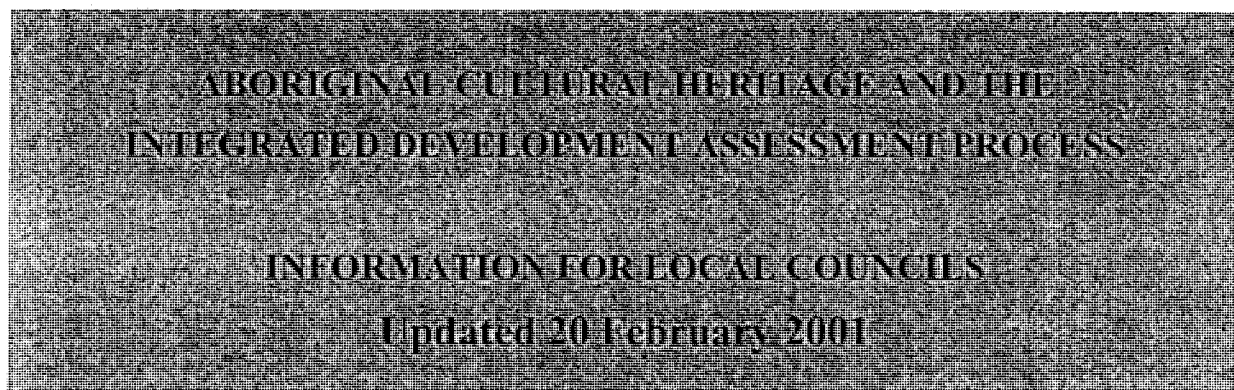 ABORIGINAL CULTURAL HERITAGE AND THE
INTEGRATED DEVELOPMENT ASSESSMENT PROCESS
INFORMATION FOR LOCAL COUNCILS
Updated 20 February 2001